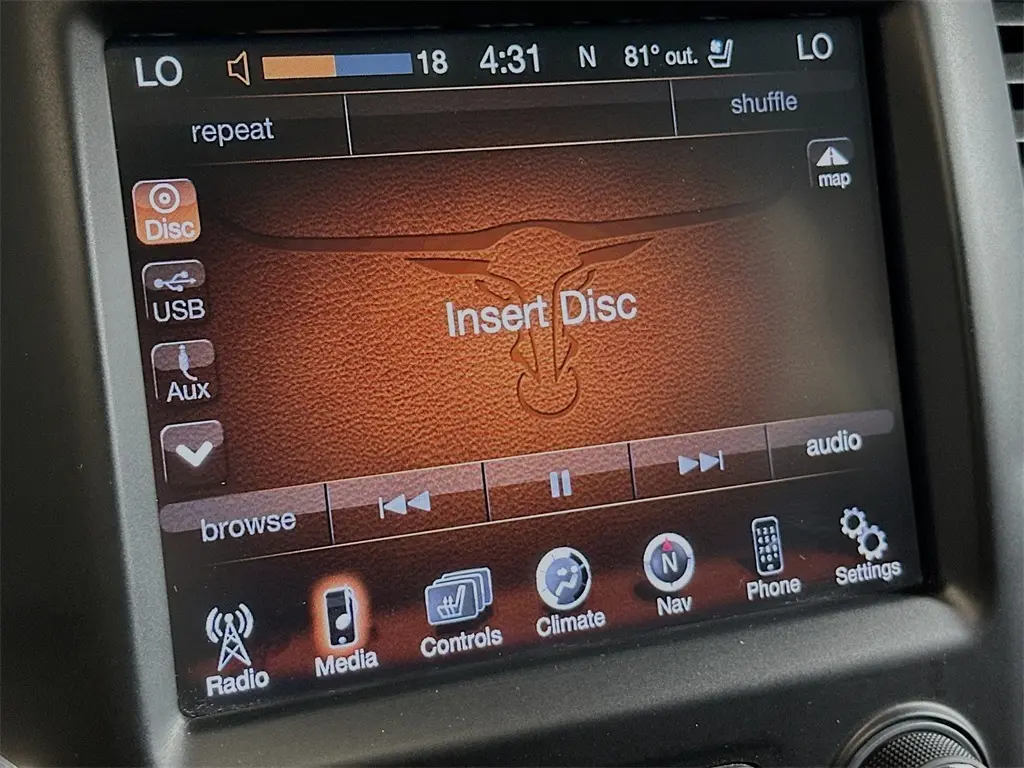 LO 18 4:31 N 81° out. LO
repeat shuffle
map
Disc
USB
Insert Disc
Aux
browse audio
N
Radio Media Controls Climate Nav Phone Settings